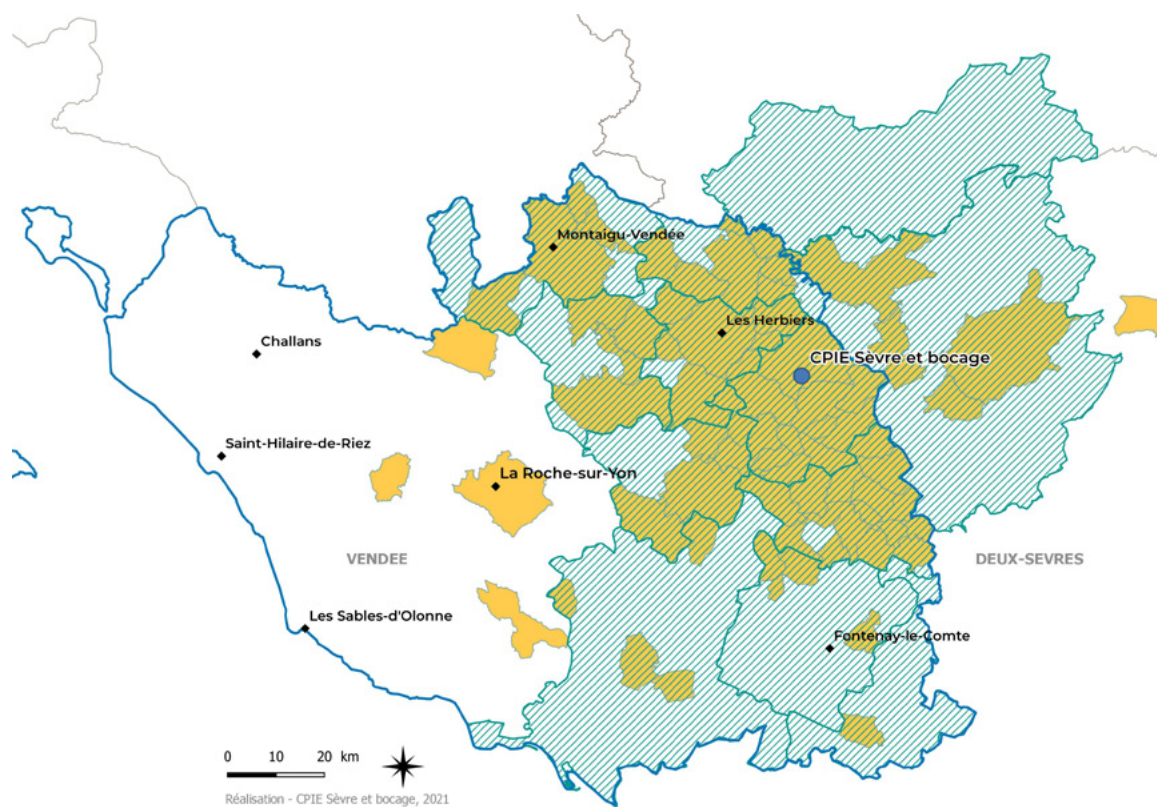 Montaigu-Vendée
Les Herbiers
Challans
CPIE Sèvre et bocage
Saint-Hilaire-de-Riez
La Roche-sur-Yon
VENDEE
DEUX-SEVRES
Les Sables-d'Olonne
Fontenay-le-Comte
0 10 20 km
Réalisation - CPIE Sèvre et bocage, 2021